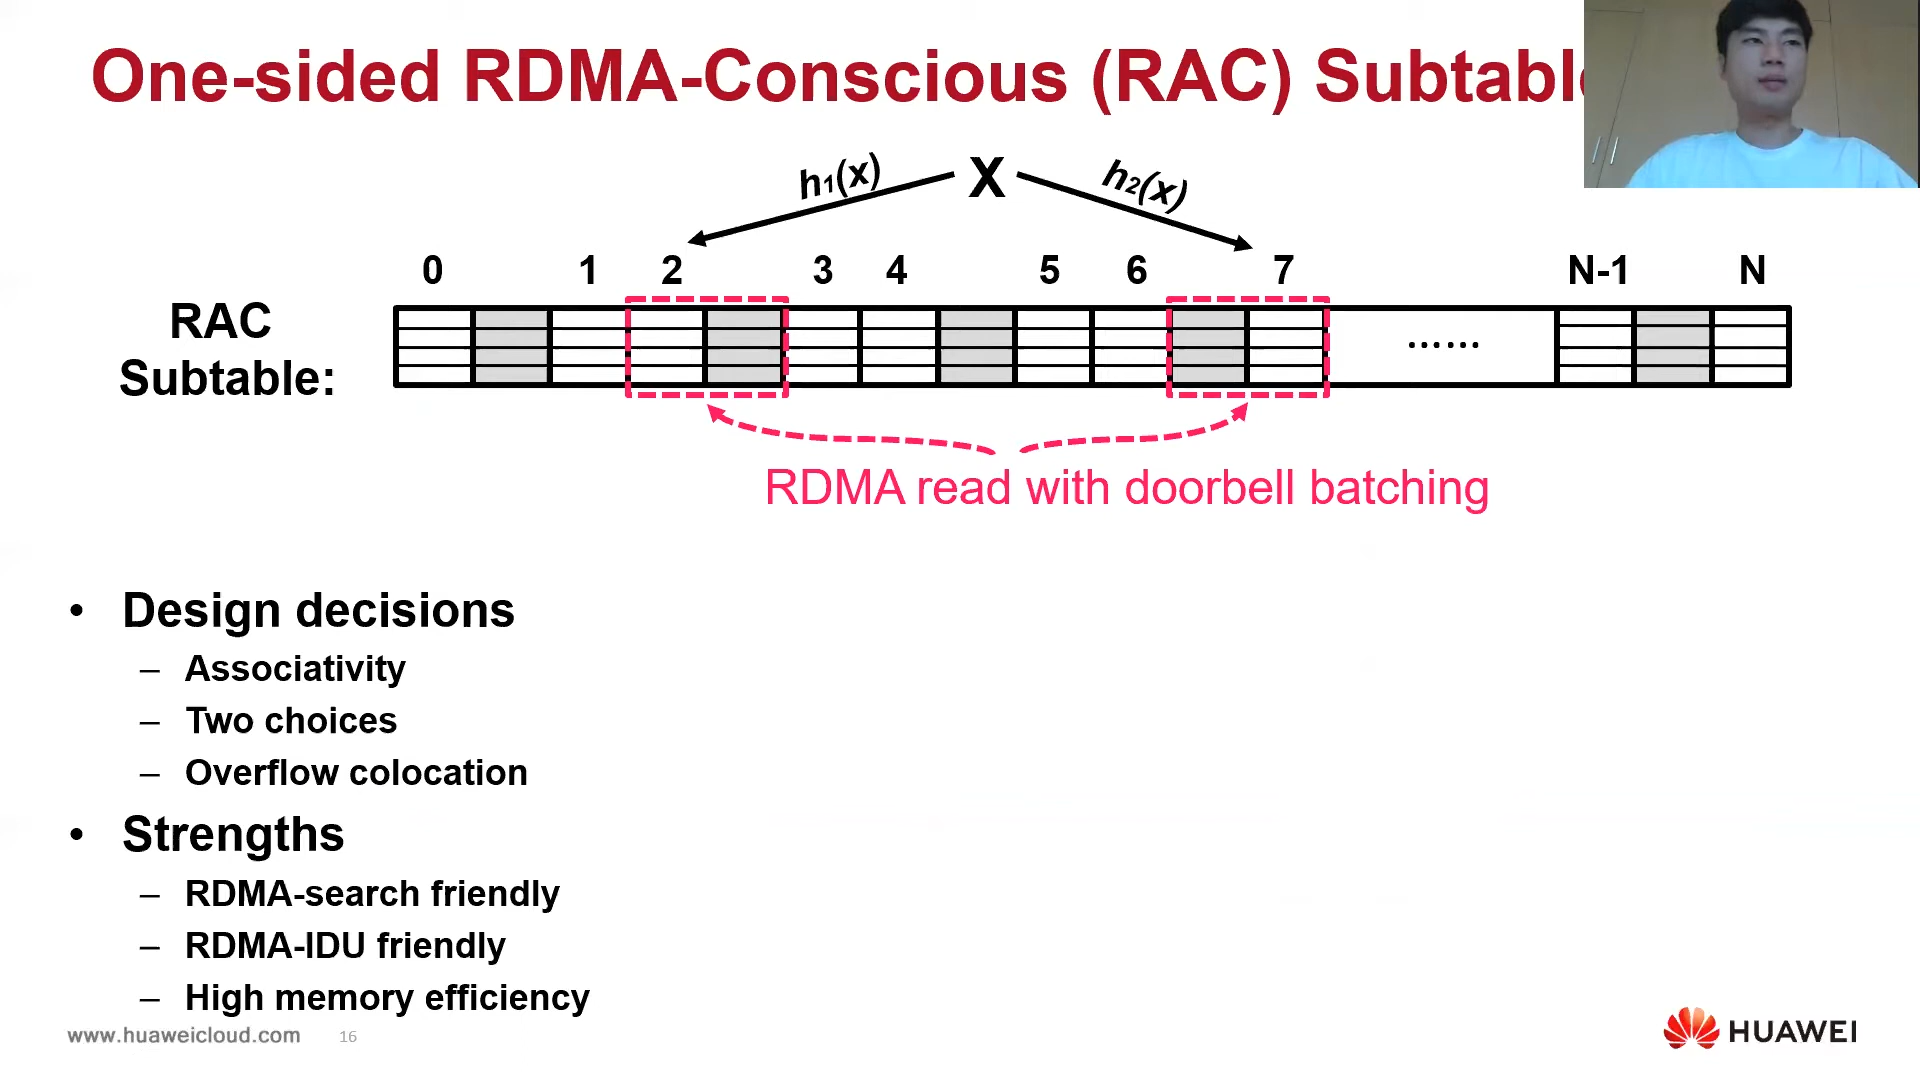 One-sided RDMA-Conscious (RAC) Subtable
h₁(x) X h₂(x)
0 1 2 3 4 5 6 7 N-1 N
RAC
Subtable:
......
RDMA read with doorbell batching
• Design decisions
– Associativity
– Two choices
– Overflow colocation
• Strengths
– RDMA-search friendly
– RDMA-IDU friendly
– High memory efficiency
www.huaweicloud.com 16
HUAWEI